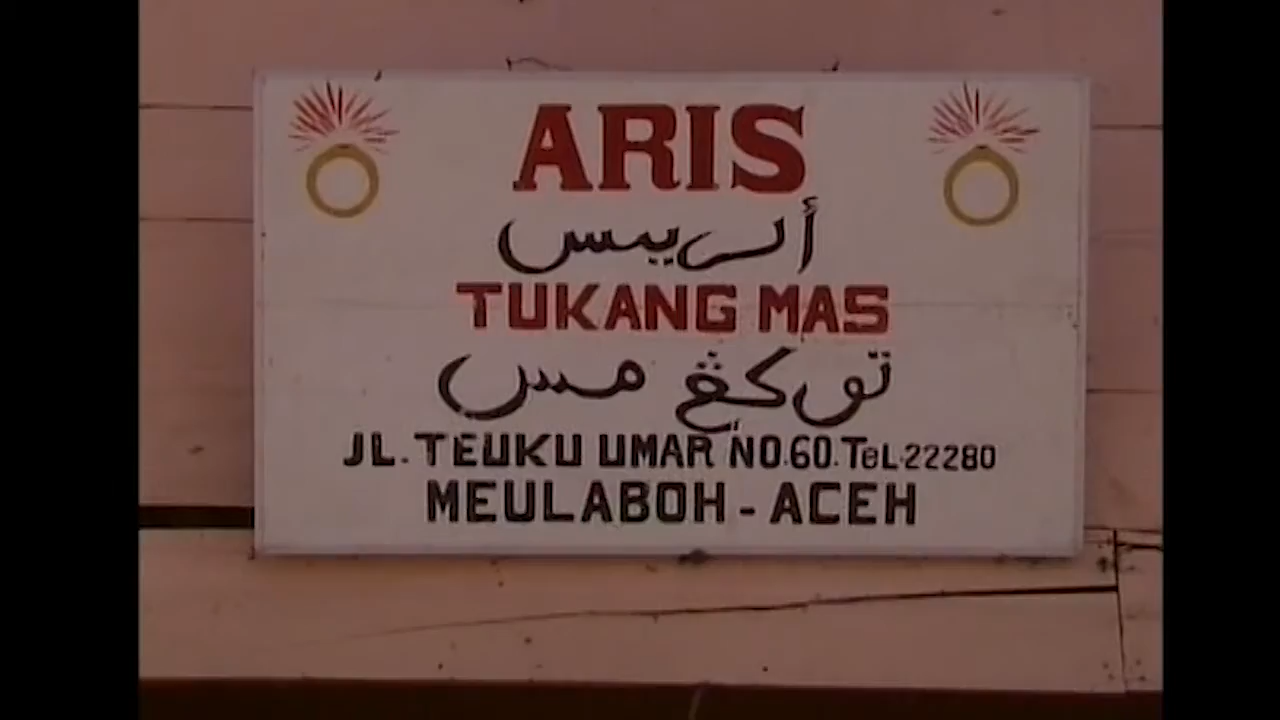 ARIS
أريس
TUKANG MAS
توكڠ مس
JL. TEUKU UMAR NO.60.TeL.22280
MEULABOH - ACEH